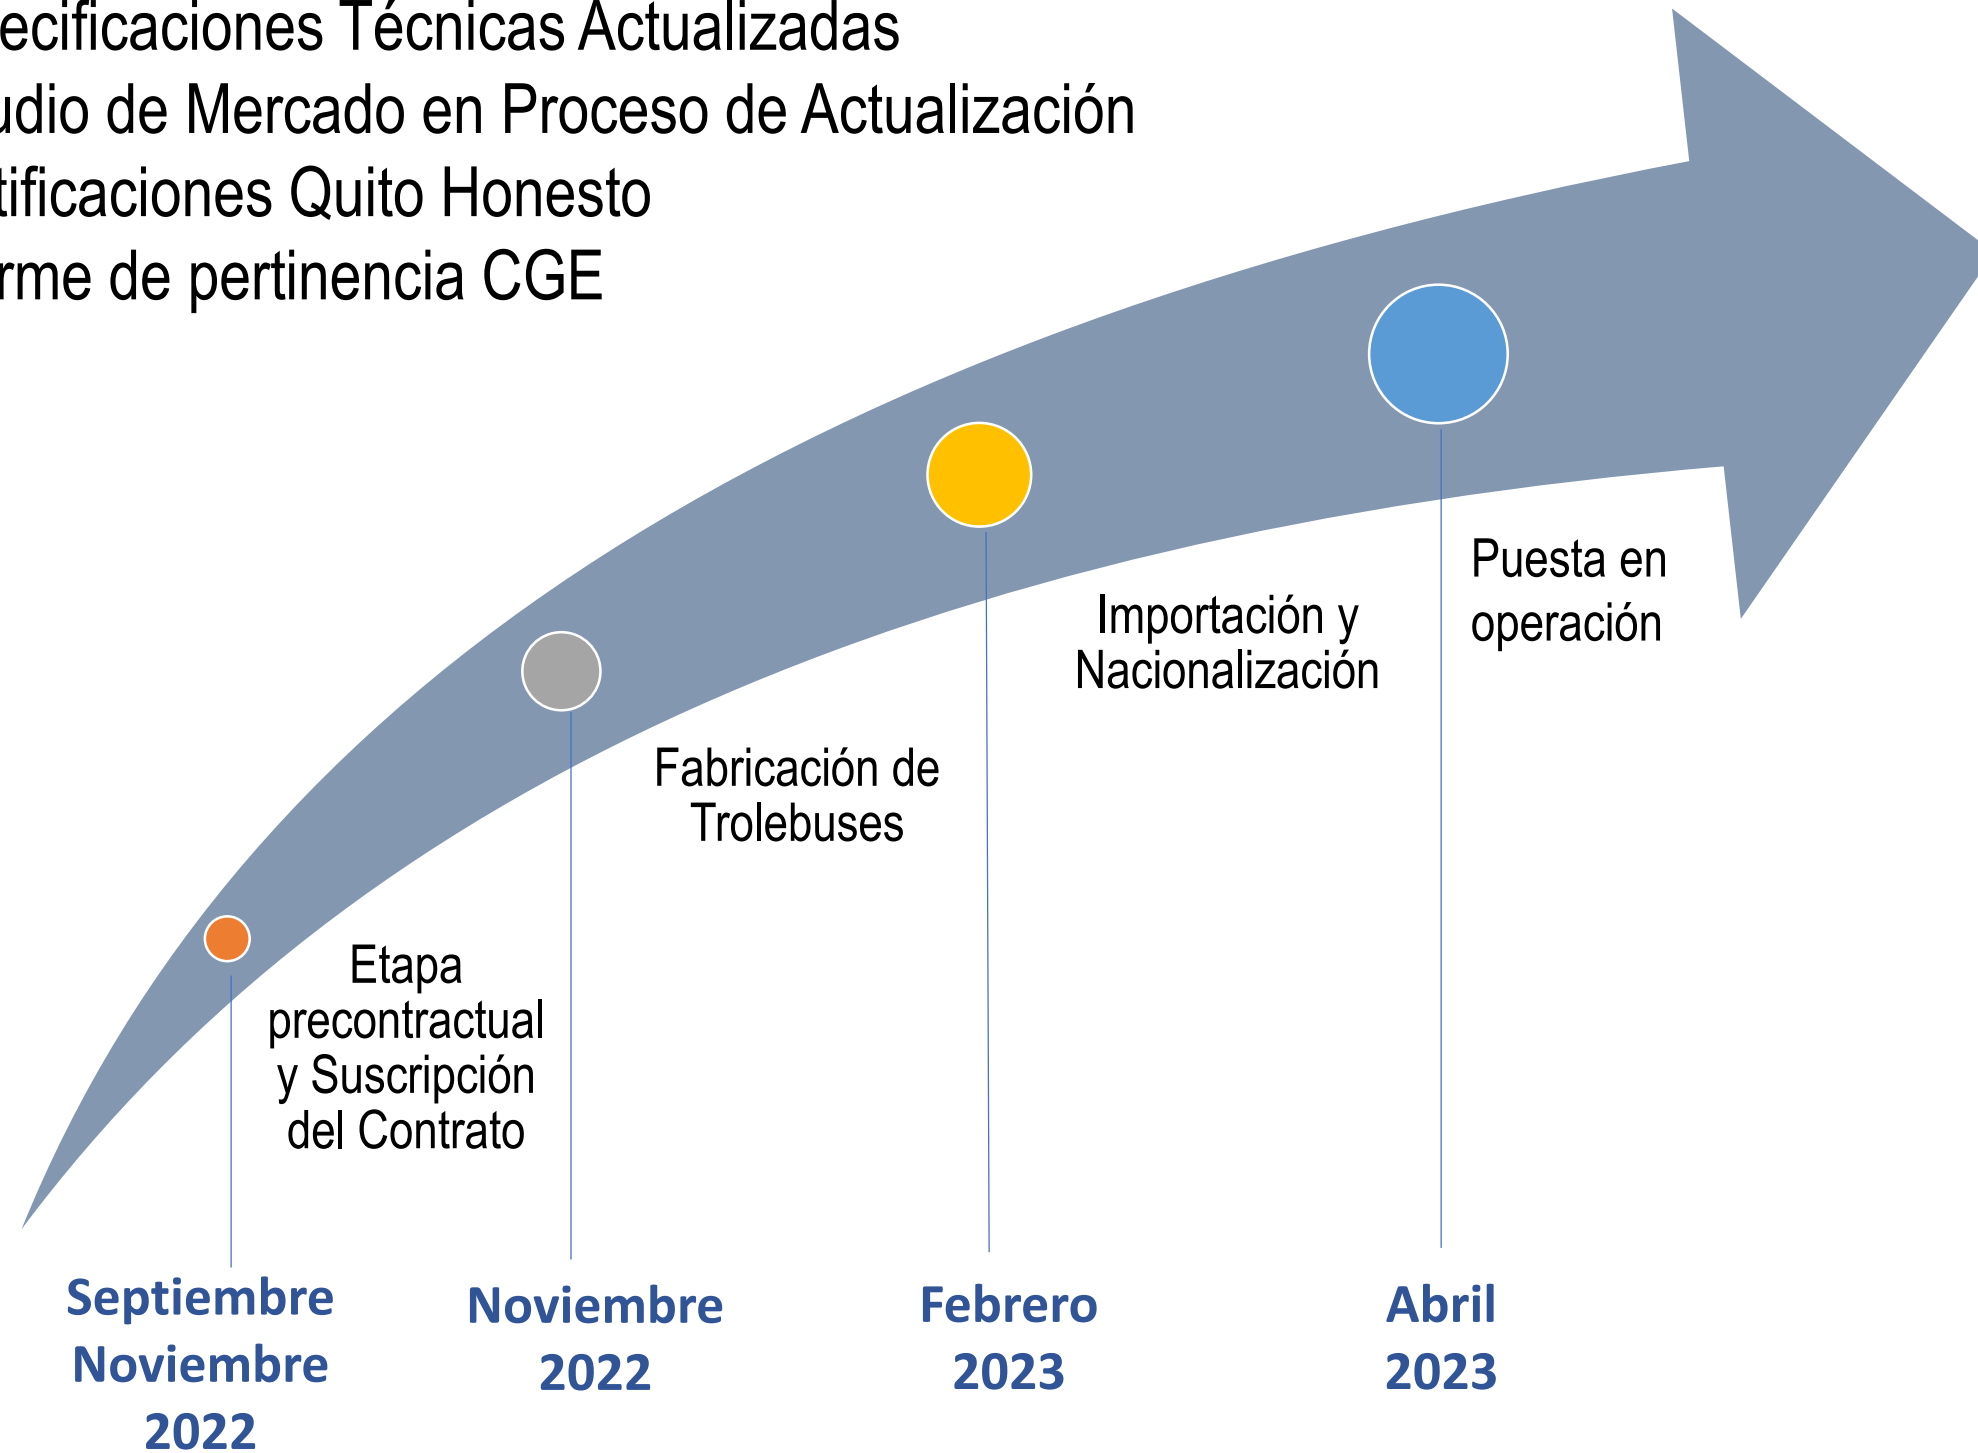 ecificaciones Técnicas Actualizadas
udio de Mercado en Proceso de Actualización
tificaciones Quito Honesto
rme de pertinencia CGE
Puesta en
operación
Importación y
Nacionalización
Fabricación de
Trolebuses
Etapa
precontractual
y Suscripción
del Contrato
Septiembre
Noviembre
2022
Noviembre
2022
Febrero
2023
Abril
2023